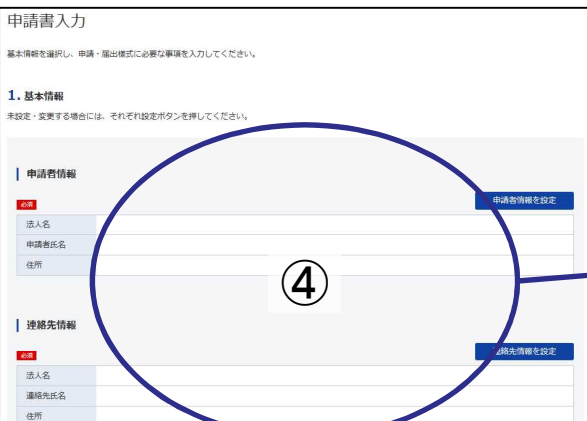 申請書入力
基本情報を選択し、申請・届出様式に必要な事項を入力してください。
1. 基本情報
未設定・変更する場合には、それぞれ設定ボタンを押してください。
申請者情報
必須
申請者情報を設定
法人名
申請者氏名
住所
④
連絡先情報
必須
連絡先情報を設定
法人名
連絡先氏名
住所